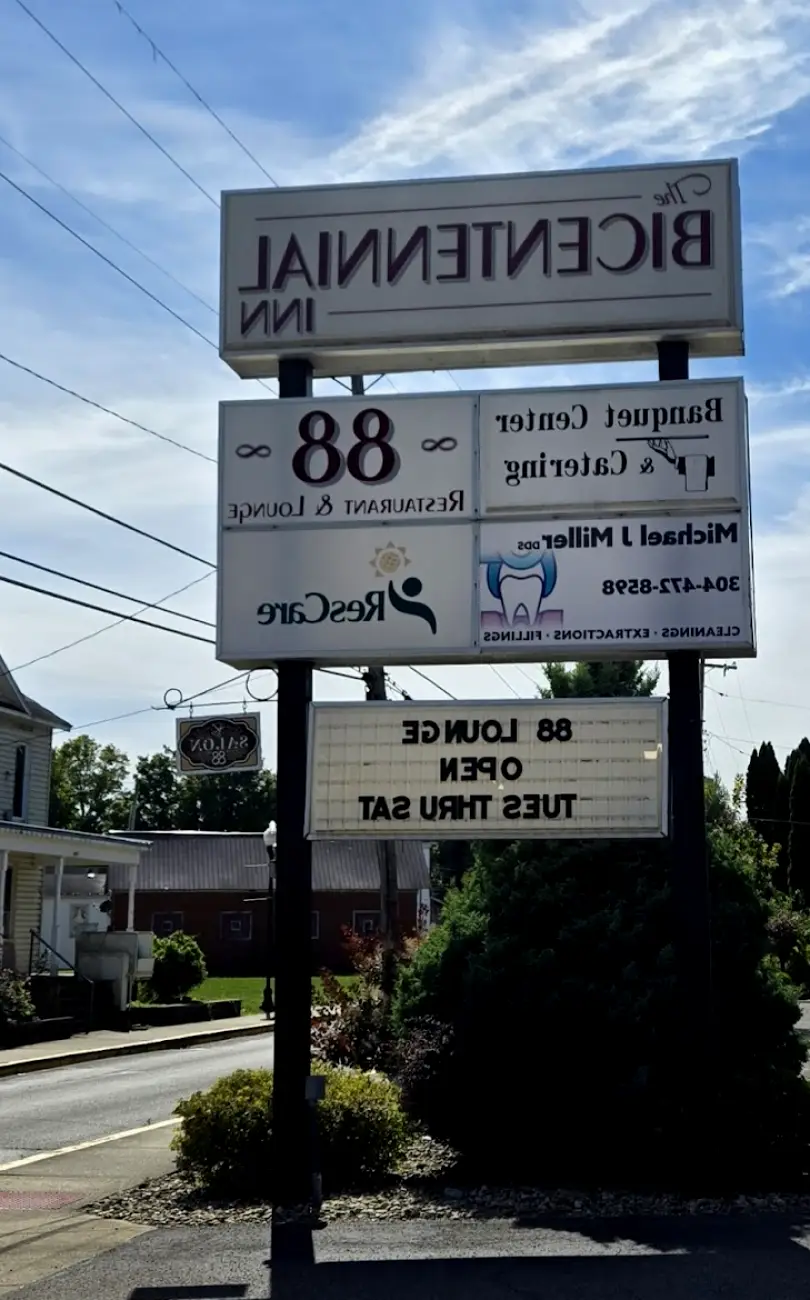 The
BICENTENNIAL
INN
88
RESTAURANT & LOUNGE
Banquet Center
& Catering
ResCare
Michael J Miller DDS
304-472-8598
CLEANINGS · EXTRACTIONS · FILLINGS
SALON
88
88 LOUNGE
OPEN
TUES THRU SAT